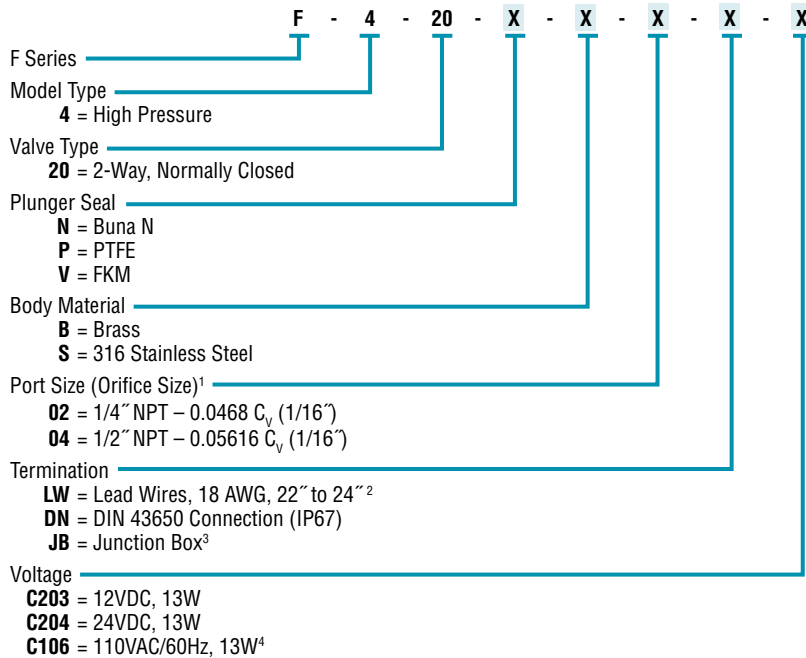 F - 4 - 20 - X - X - X - X - X
F Series
Model Type
4 = High Pressure
Valve Type
20 = 2-Way, Normally Closed
Plunger Seal
N = Buna N
P = PTFE
V = FKM
Body Material
B = Brass
S = 316 Stainless Steel
Port Size (Orifice Size)¹
02 = 1/4˝ NPT – 0.0468 Cᵥ (1/16˝)
04 = 1/2˝ NPT – 0.05616 Cᵥ (1/16˝)
Termination
LW = Lead Wires, 18 AWG, 22˝ to 24˝ ²
DN = DIN 43650 Connection (IP67)
JB = Junction Box³
Voltage
C203 = 12VDC, 13W
C204 = 24VDC, 13W
C106 = 110VAC/60Hz, 13W⁴